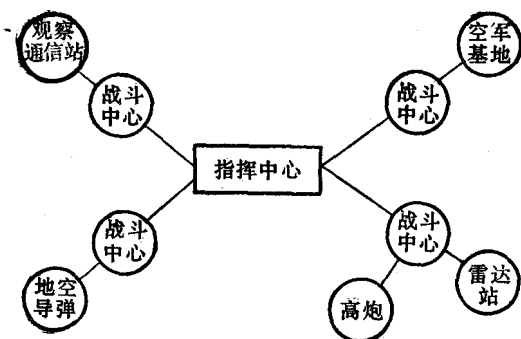 观察
通信站
空军
基地
战斗
中心
战斗
中心
指挥中心
战斗
中心
战斗
中心
地空
导弹
高炮
雷达
站